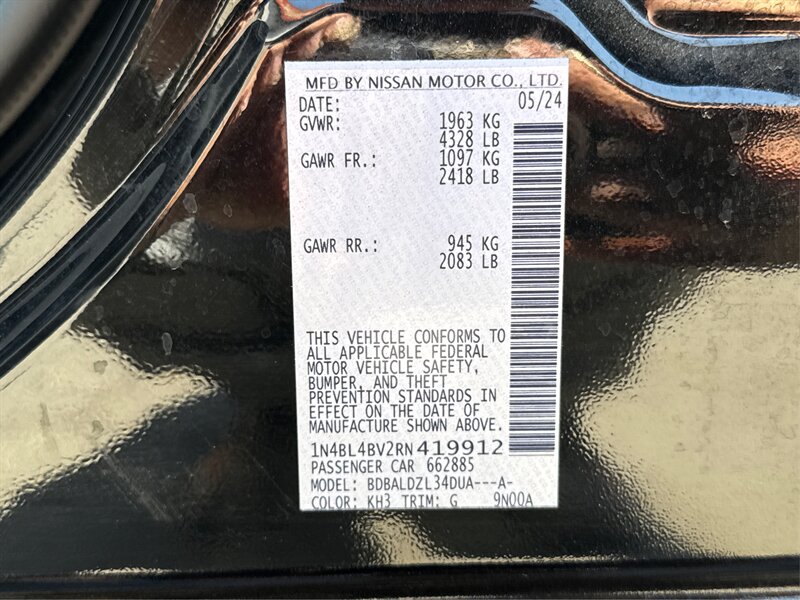 MFD BY NISSAN MOTOR CO., LTD.
DATE: 05/24
GVWR: 1963 KG
4328 LB
GAWR FR.: 1097 KG
2418 LB
GAWR RR.: 945 KG
2083 LB
THIS VEHICLE CONFORMS TO
ALL APPLICABLE FEDERAL
MOTOR VEHICLE SAFETY,
BUMPER, AND THEFT
PREVENTION STANDARDS IN
EFFECT ON THE DATE OF
MANUFACTURE SHOWN ABOVE.
1N4BL4BV2RN419912
PASSENGER CAR 662885
MODEL: BDBALDZL34DUA---A-
COLOR: KH3 TRIM: G 9N00A